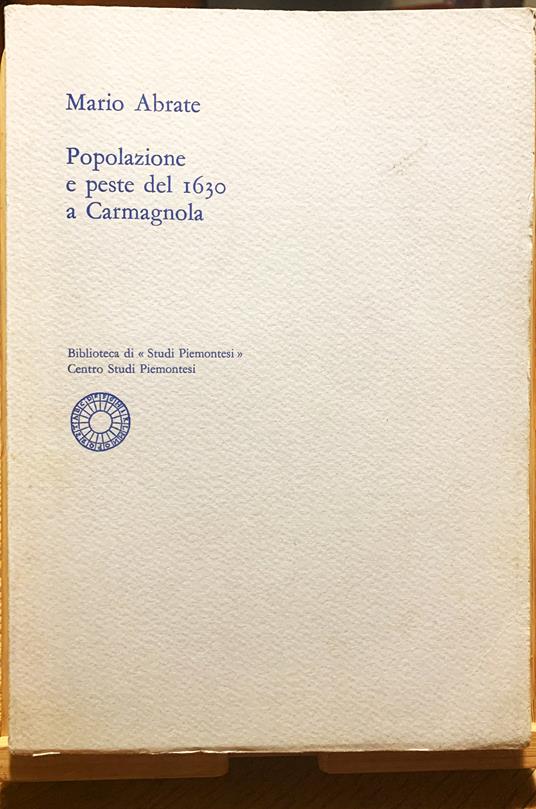 Mario Abrate
Popolazione
e peste del 1630
a Carmagnola
Biblioteca di « Studi Piemontesi »
Centro Studi Piemontesi